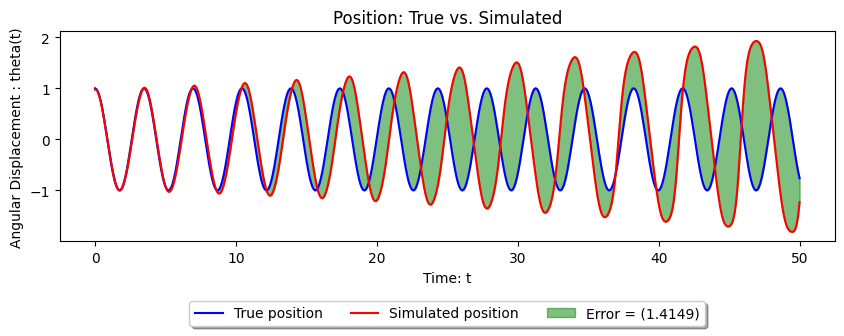 Position: True vs. Simulated
Angular Displacement : theta(t)
2
1
0
−1
0 10 20 30 40 50
Time: t
True position Simulated position Error = (1.4149)